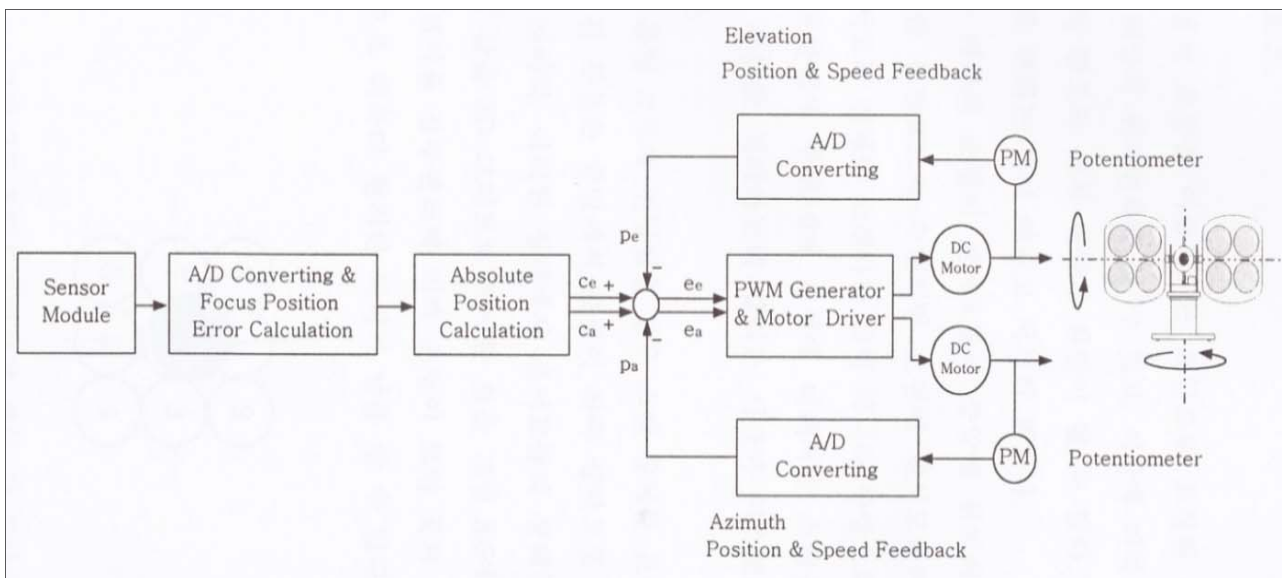 Elevation
Position & Speed Feedback
A/D
Converting
PM
Potentiometer
pe
−
Sensor
Module
A/D Converting &
Focus Position
Error Calculation
Absolute
Position
Calculation
ce +
ca +
ee
ea
PWM Generator
& Motor Driver
DC
Motor
DC
Motor
−
pa
A/D
Converting
PM
Potentiometer
Azimuth
Position & Speed Feedback